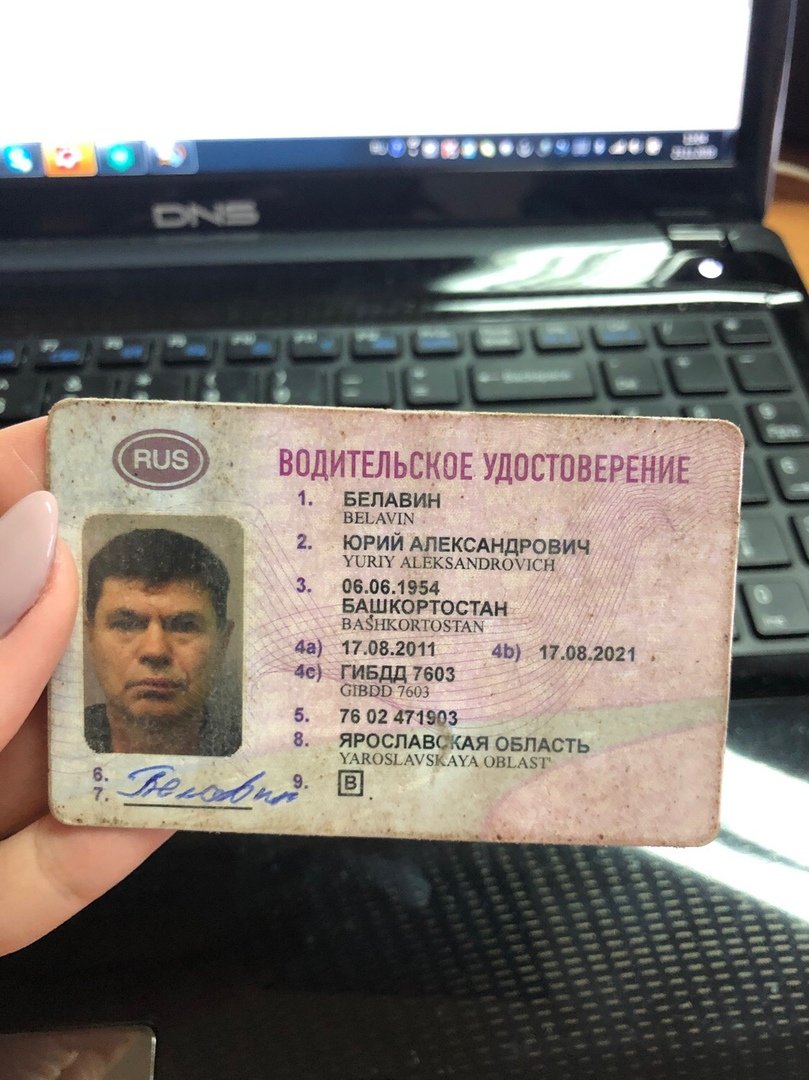 DNS
RUS
ВОДИТЕЛЬСКОЕ УДОСТОВЕРЕНИЕ
1. БЕЛАВИН
BELAVIN
2. ЮРИЙ АЛЕКСАНДРОВИЧ
YURIY ALEKSANDROVICH
3. 06.06.1954
БАШКОРТОСТАН
BASHKORTOSTAN
4a) 17.08.2011 4b) 17.08.2021
4c) ГИБДД 7603
GIBDD 7603
5. 76 02 471903
8. ЯРОСЛАВСКАЯ ОБЛАСТЬ
YAROSLAVSKAYA OBLAST'
6. 9. B
7. Белавин